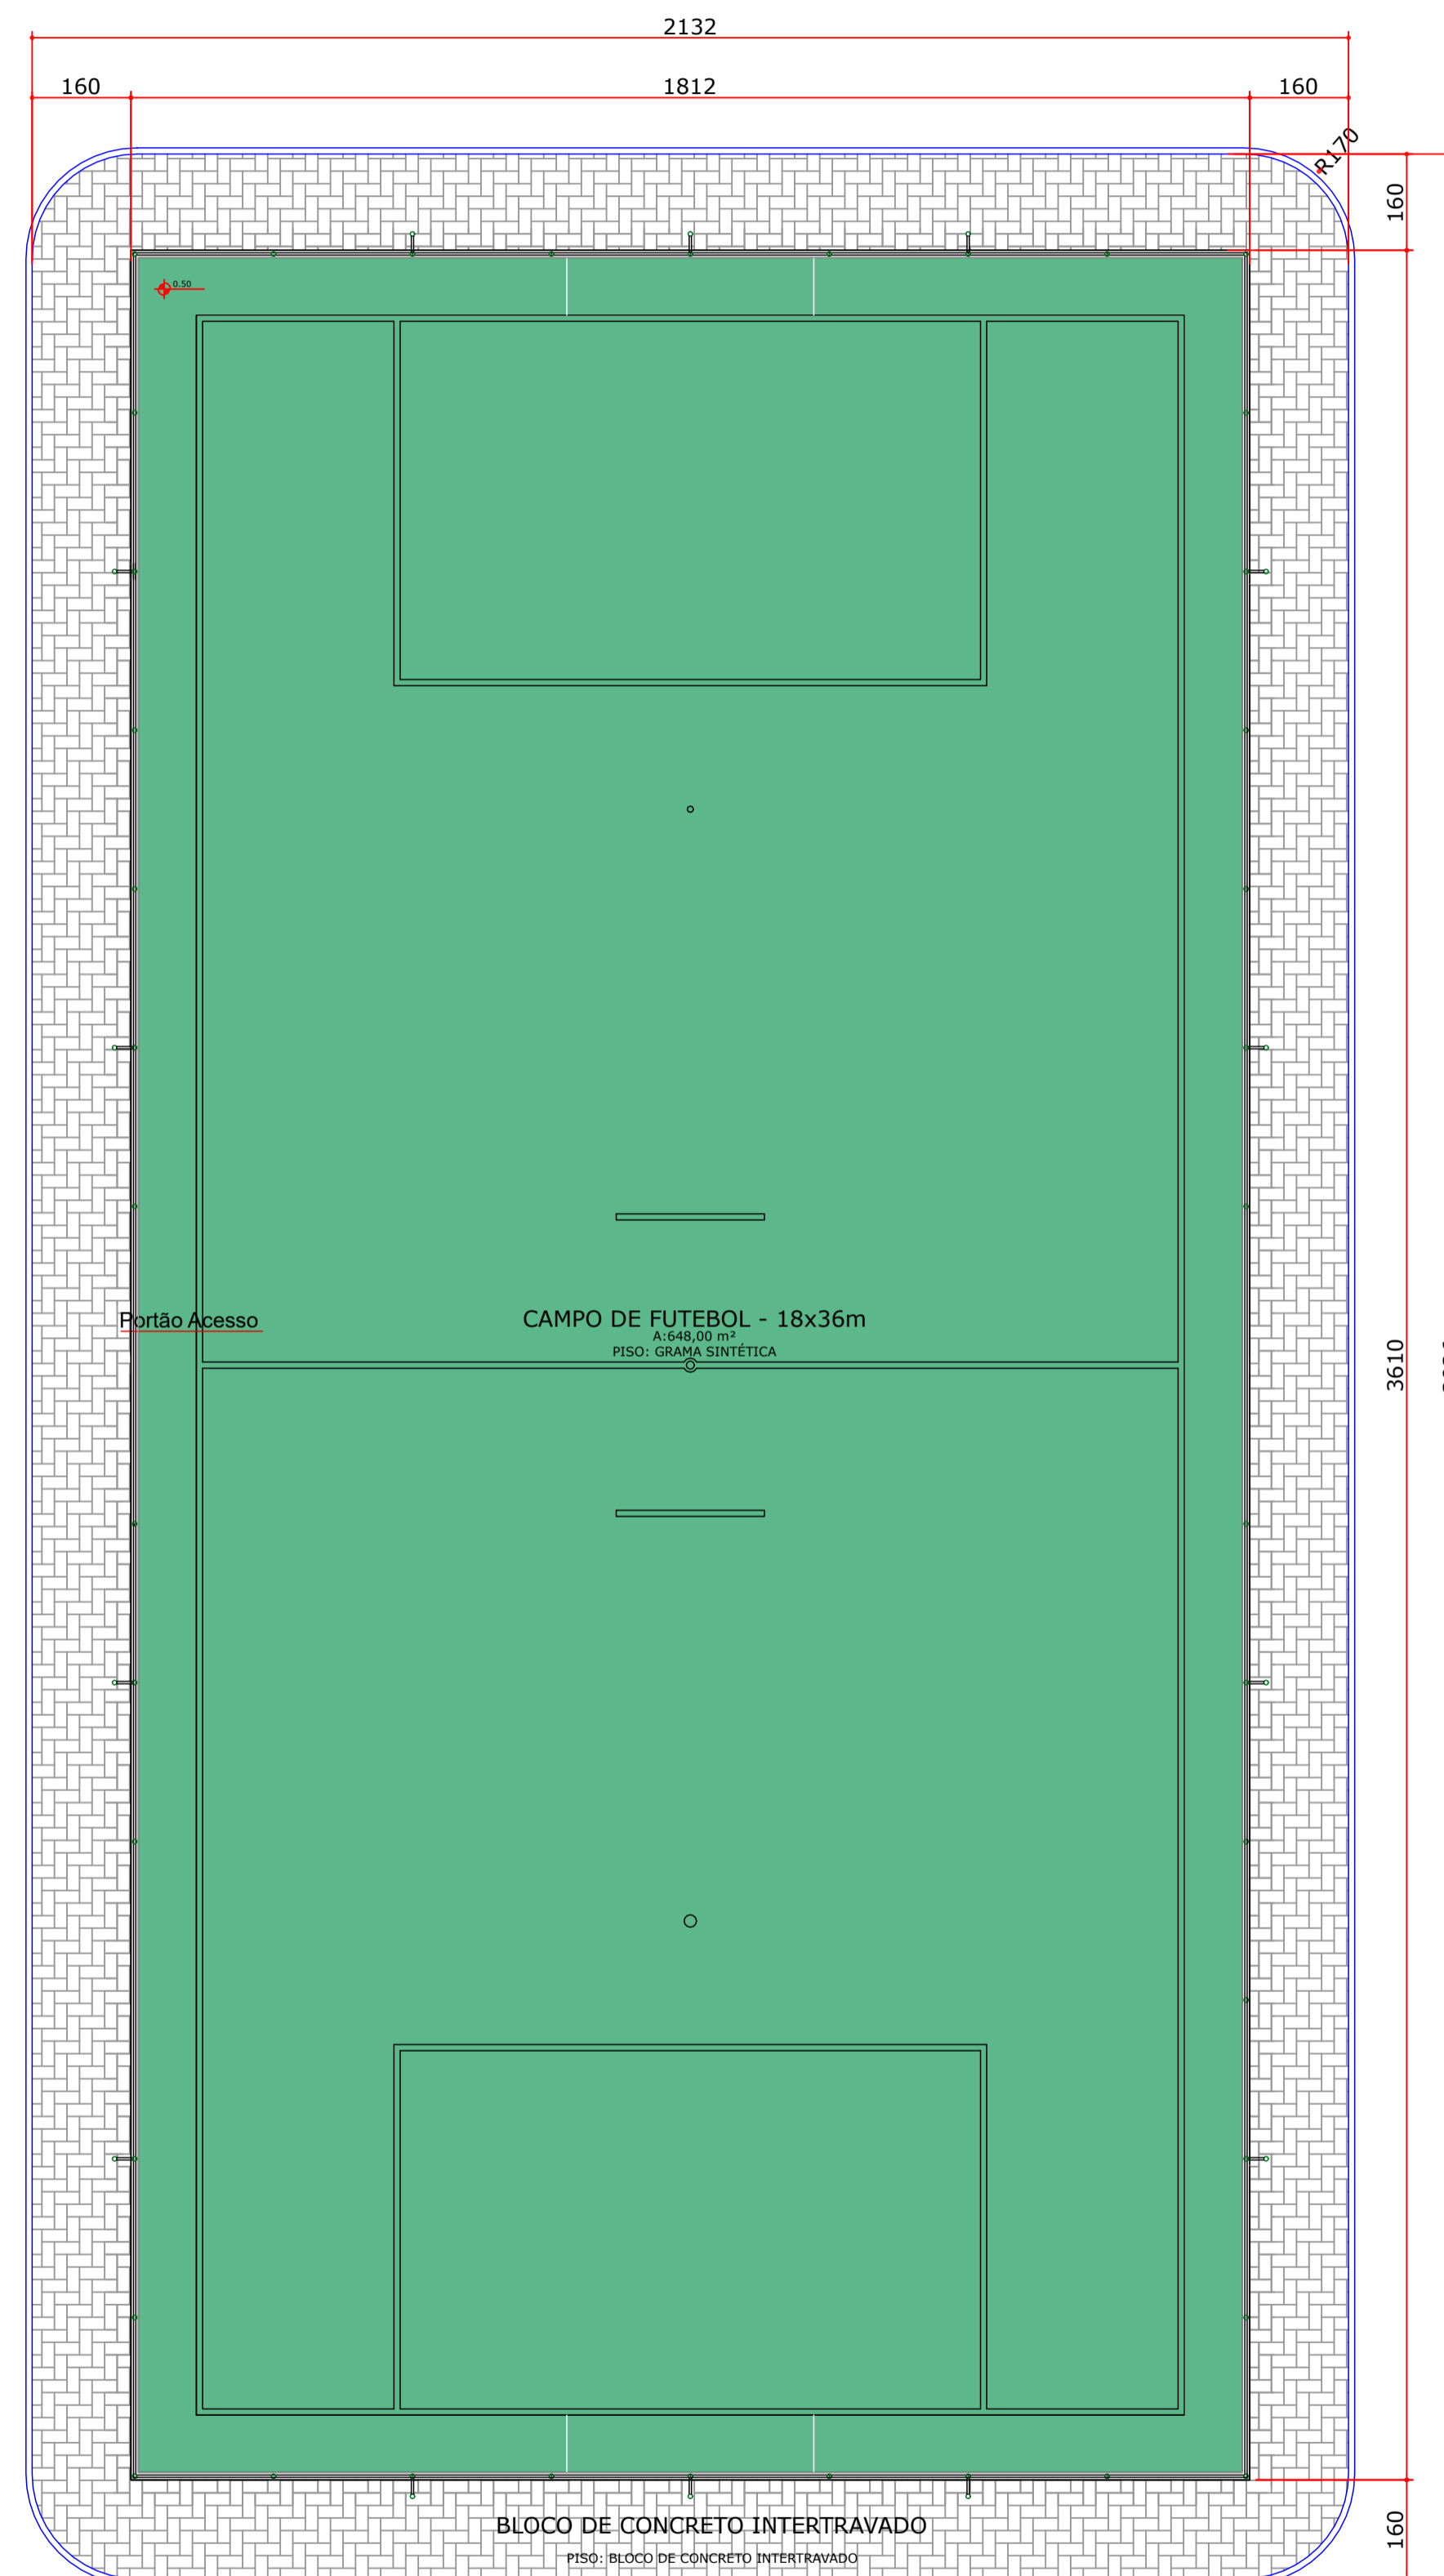 2132
160
1812
160
R170
160
0.50
Portão Acesso
CAMPO DE FUTEBOL - 18x36m
A:648,00 m²
PISO: GRAMA SINTÉTICA
3610
BLOCO DE CONCRETO INTERTRAVADO
PISO: BLOCO DE CONCRETO INTERTRAVADO
160